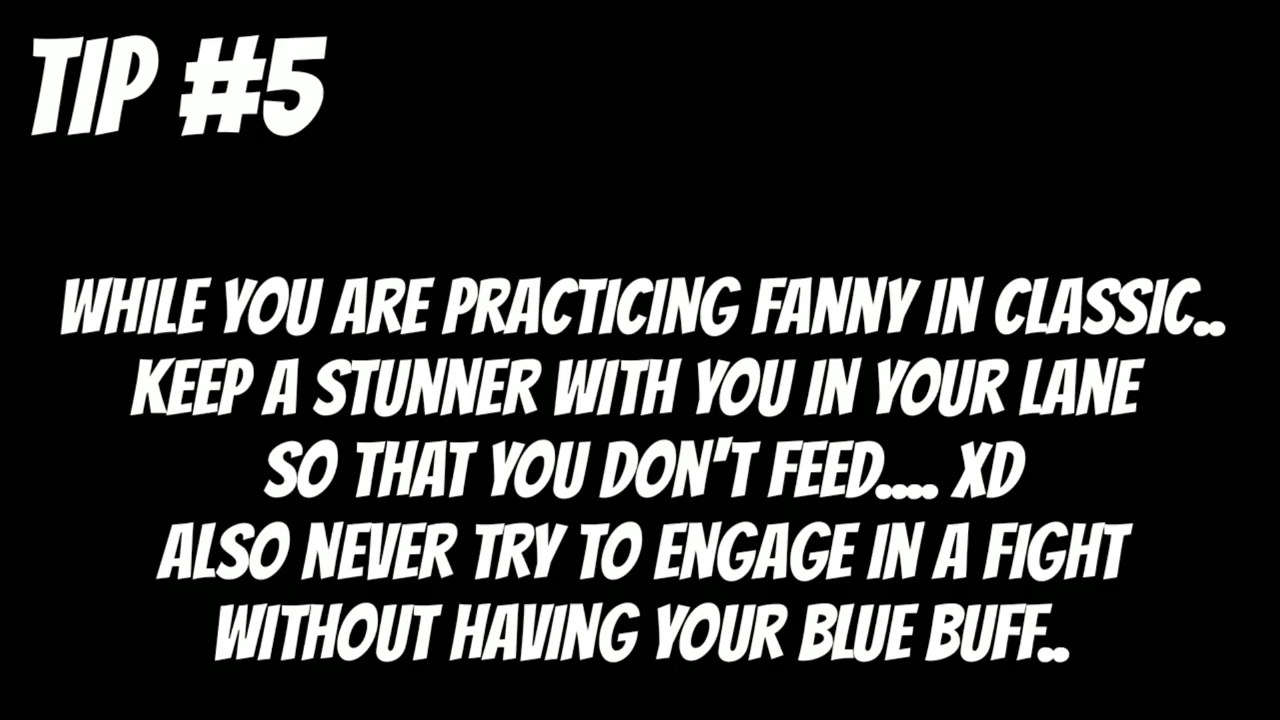 TIP #5
WHILE YOU ARE PRACTICING FANNY IN CLASSIC..
KEEP A STUNNER WITH YOU IN YOUR LANE
SO THAT YOU DON'T FEED.... XD
ALSO NEVER TRY TO ENGAGE IN A FIGHT
WITHOUT HAVING YOUR BLUE BUFF..